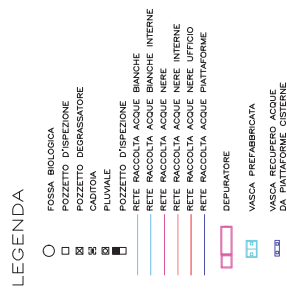 LEGENDA
FOSSA BIOLOGICA
POZZETTO D'ISPEZIONE
POZZETTO DEGRASSATORE
CADITOIA
PLUVIALE
POZZETTO D'ISPEZIONE
RETE RACCOLTA ACQUE BIANCHE
RETE RACCOLTA ACQUE BIANCHE INTERNE
RETE RACCOLTA ACQUE NERE
RETE RACCOLTA ACQUE NERE INTERNE
RETE RACCOLTA ACQUE NERE UFFICIO
RETE RACCOLTA ACQUE PIATTAFORME
DEPURATORE
VASCA PREFABBRICATA
VASCA RECUPERO ACQUE
DA PIATTAFORME CISTERNE